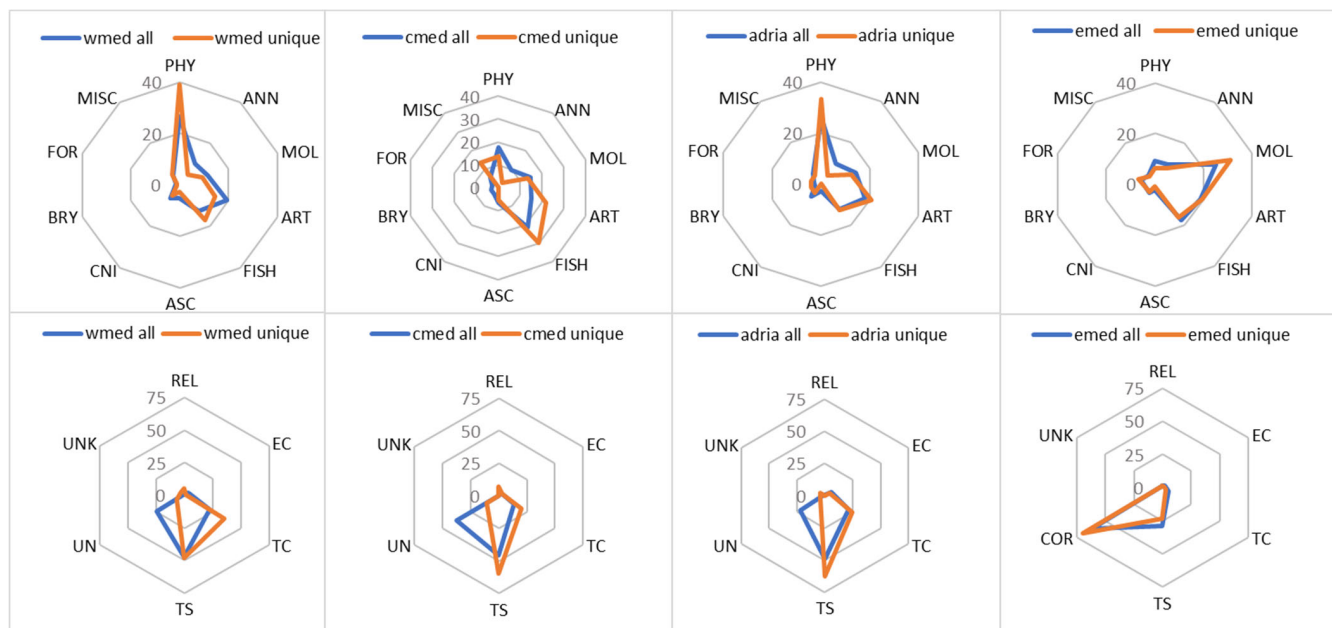 wmed all wmed unique
PHY
40
MISC ANN
20
FOR MOL
0
BRY ART
CNI FISH
ASC
cmed all cmed unique
PHY
40
MISC ANN
30
20
FOR MOL
10
0
BRY ART
CNI FISH
ASC
adria all adria unique
PHY
40
MISC ANN
20
FOR MOL
0
BRY ART
CNI FISH
ASC
emed all emed unique
PHY
40
MISC ANN
20
FOR MOL
0
BRY ART
CNI FISH
ASC
wmed all wmed unique
REL
75
UNK EC
50
25
0
UN TC
TS
cmed all cmed unique
REL
75
UNK EC
50
25
0
UN TC
TS
adria all adria unique
REL
75
UNK EC
50
25
0
UN TC
TS
emed all emed unique
REL
75
UNK EC
50
25
0
COR TC
TS